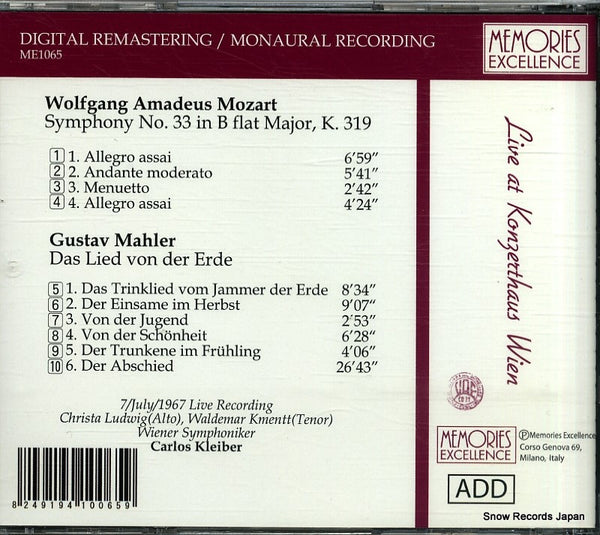 DIGITAL REMASTERING / MONAURAL RECORDING
ME1065
MEMORIES
EXCELLENCE
Wolfgang Amadeus Mozart
Symphony No. 33 in B flat Major, K. 319
1 1. Allegro assai 6’59”
2 2. Andante moderato 5’41”
3 3. Menuetto 2’42”
4 4. Allegro assai 4’24”
Gustav Mahler
Das Lied von der Erde
5 1. Das Trinklied vom Jammer der Erde 8’34”
6 2. Der Einsame im Herbst 9’07”
7 3. Von der Jugend 2’53”
8 4. Von der Schönheit 6’28”
9 5. Der Trunkene im Frühling 4’06”
10 6. Der Abschied 26’43”
7/July/1967 Live Recording
Christa Ludwig(Alto), Waldemar Kmentt(Tenor)
Wiener Symphoniker
Carlos Kleiber
8 249194 100659
Live at Konzerthaus Wien
MEMORIES
EXCELLENCE
ⓅMemories Excellence
Corso Genova 69,
Milano, Italy
ADD
Snow Records Japan